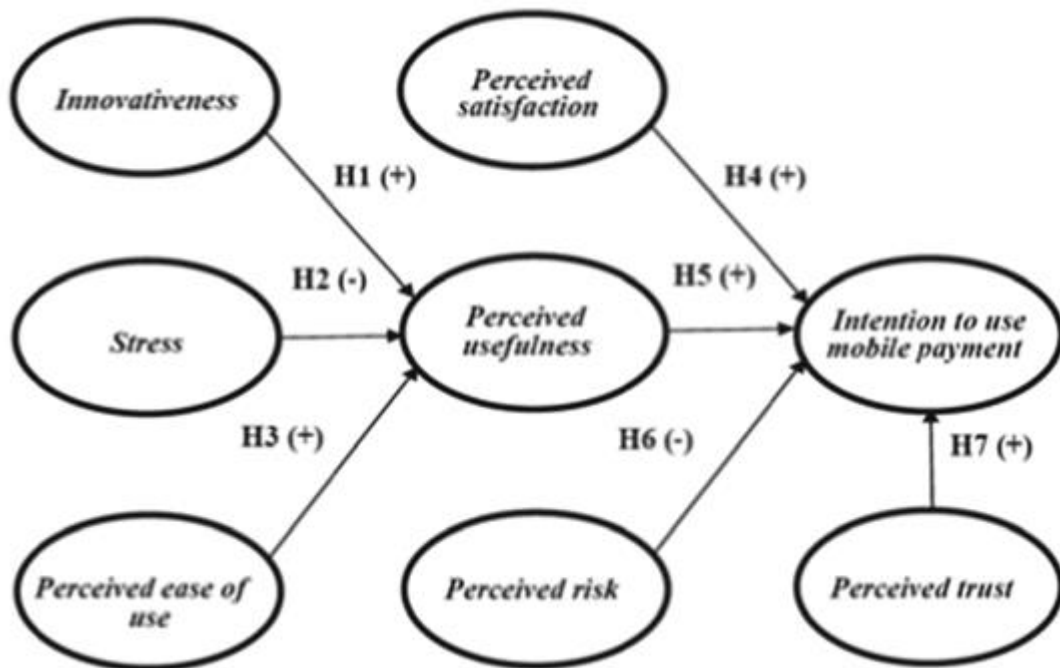 Innovativeness
Perceived
satisfaction
H1 (+)
H4 (+)
H2 (-)
H5 (+)
Stress
Perceived
usefulness
Intention to use
mobile payment
H3 (+)
H6 (-)
H7 (+)
Perceived ease of
use
Perceived risk
Perceived trust